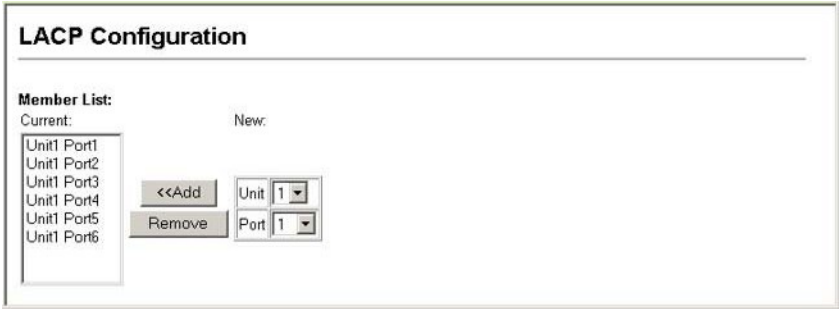 LACP Configuration
Member List:
Current:
New:
Unit1 Port1
Unit1 Port2
Unit1 Port3
Unit1 Port4
Unit1 Port5
Unit1 Port6
<<Add
Remove
Unit 1
Port 1